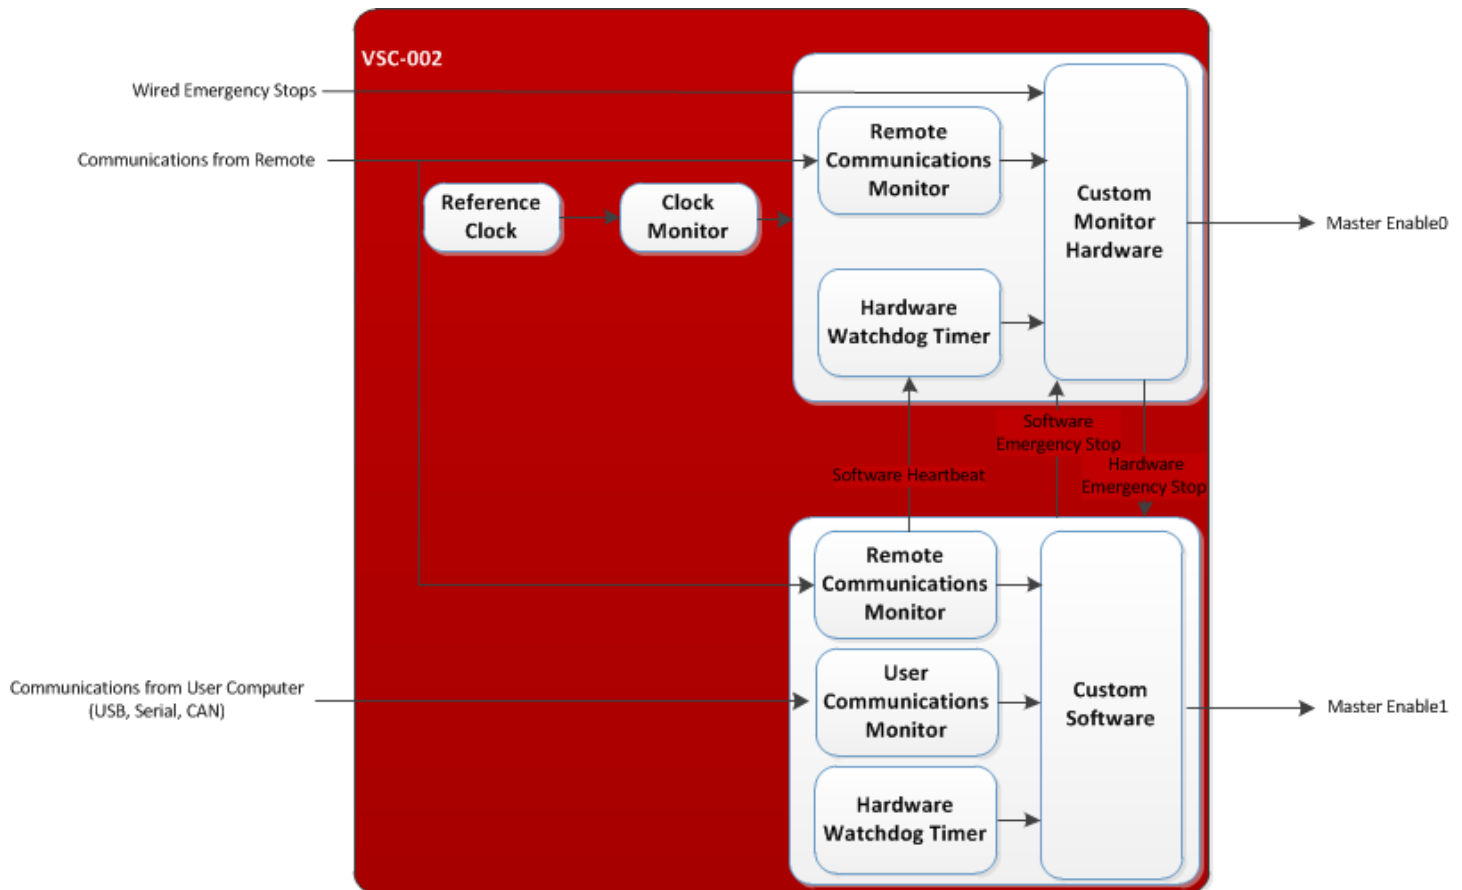 VSC-002
Wired Emergency Stops
Communications from Remote
Reference
Clock
Clock
Monitor
Remote
Communications
Monitor
Custom
Monitor
Hardware
Master Enable0
Hardware
Watchdog Timer
Software
Emergency Stop
Software Heartbeat
Hardware
Emergency Stop
Remote
Communications
Monitor
Communications from User Computer
(USB, Serial, CAN)
User
Communications
Monitor
Custom
Software
Master Enable1
Hardware
Watchdog Timer